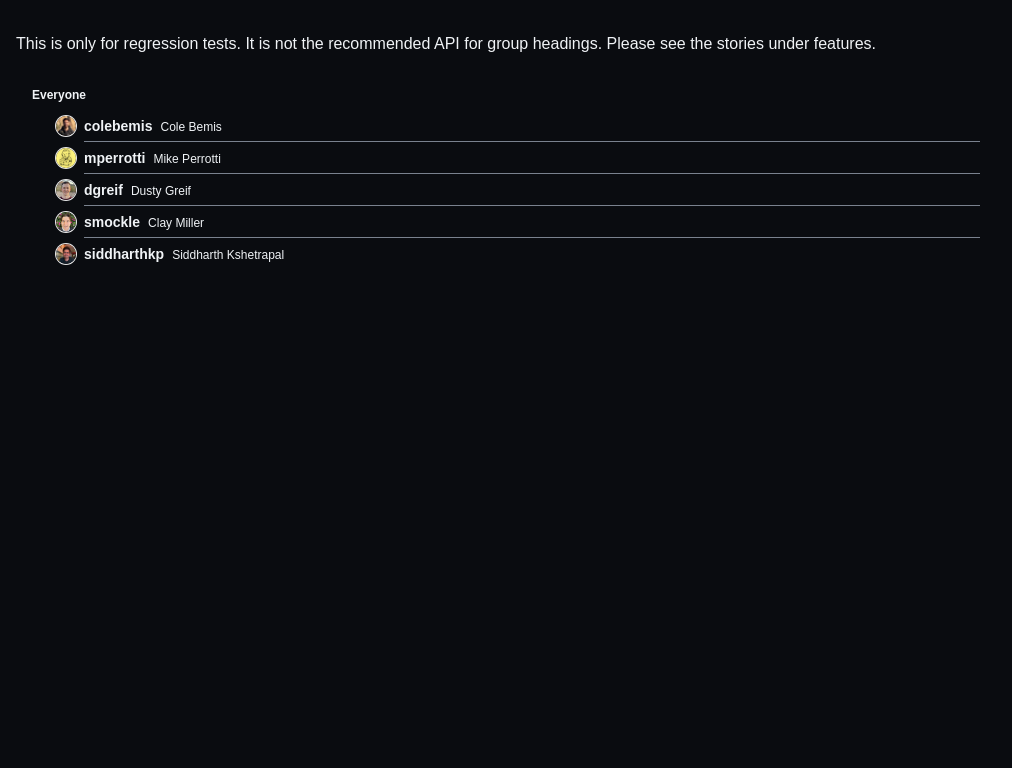 This is only for regression tests. It is not the recommended API for group headings. Please see the stories under features.
Everyone
colebemis Cole Bemis
mperrotti Mike Perrotti
dgreif Dusty Greif
smockle Clay Miller
siddharthkp Siddharth Kshetrapal